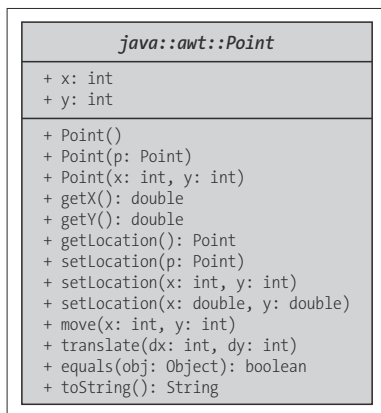 java::awt::Point
+ x: int
+ y: int
+ Point()
+ Point(p: Point)
+ Point(x: int, y: int)
+ getX(): double
+ getY(): double
+ getLocation(): Point
+ setLocation(p: Point)
+ setLocation(x: int, y: int)
+ setLocation(x: double, y: double)
+ move(x: int, y: int)
+ translate(dx: int, dy: int)
+ equals(obj: Object): boolean
+ toString(): String